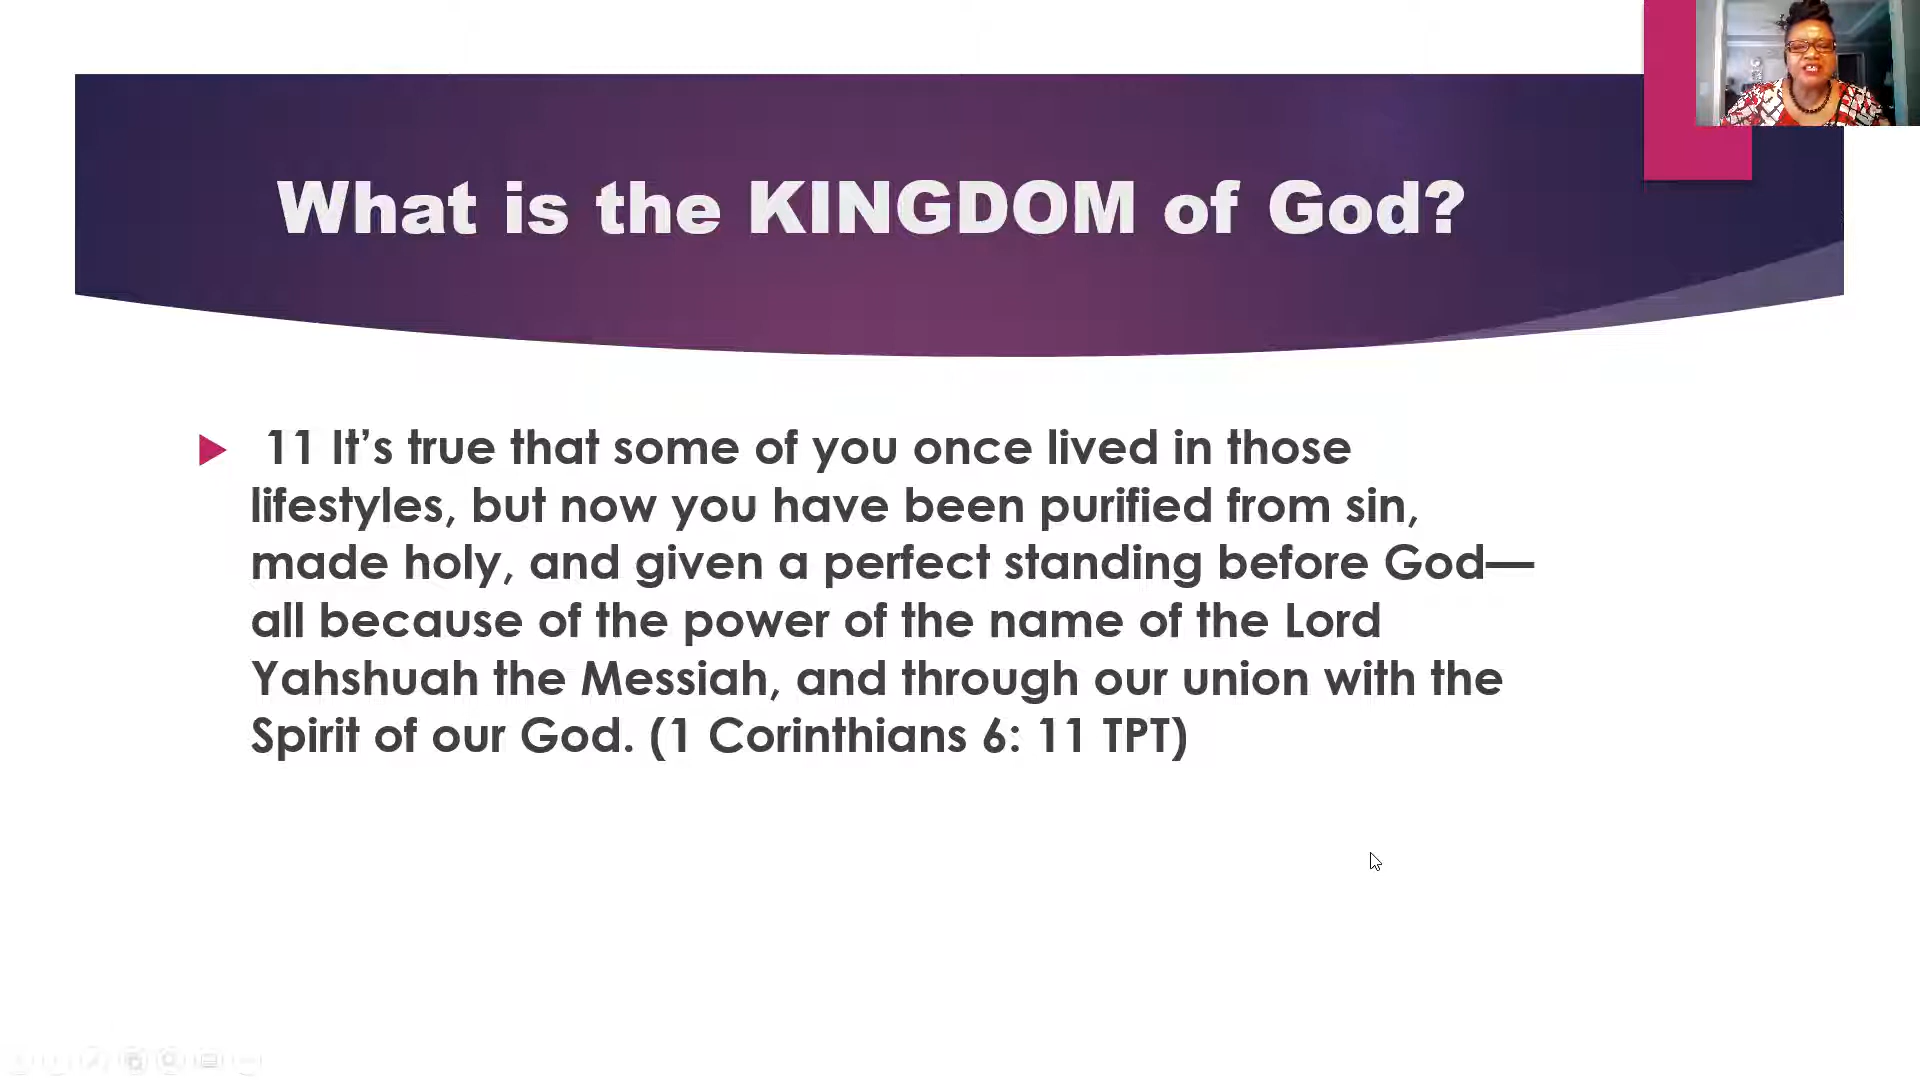 What is the KINGDOM of God?
11 It’s true that some of you once lived in those
lifestyles, but now you have been purified from sin,
made holy, and given a perfect standing before God—
all because of the power of the name of the Lord
Yahshuah the Messiah, and through our union with the
Spirit of our God. (1 Corinthians 6: 11 TPT)